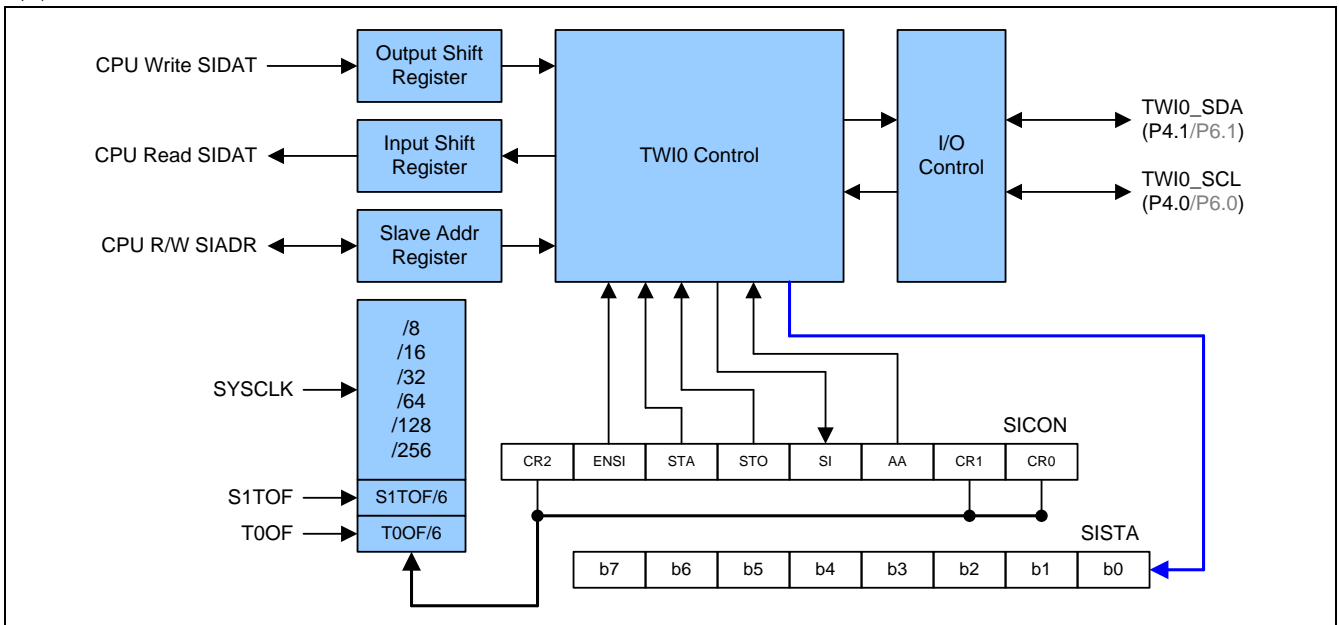 CPU Write SIDAT
Output Shift
Register
CPU Read SIDAT
Input Shift
Register
CPU R/W SIADR
Slave Addr
Register
TWI0 Control
I/O
Control
TWI0_SDA
(P4.1/P6.1)
TWI0_SCL
(P4.0/P6.0)
SYSCLK
/8
/16
/32
/64
/128
/256
S1TOF
S1TOF/6
T0OF
T0OF/6
SICON
CR2 ENSI STA STO SI AA CR1 CR0
SISTA
b7 b6 b5 b4 b3 b2 b1 b0